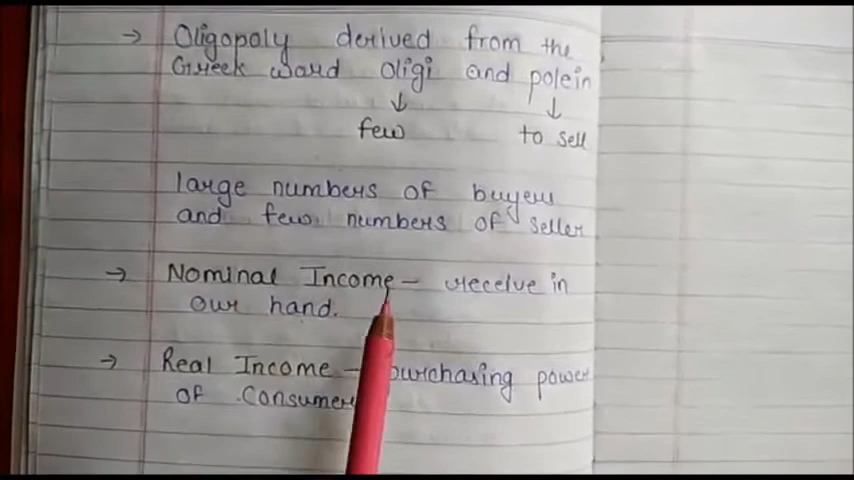 → Oligopoly derived from the
Greek word oligi and polein
↓ ↓
few to sell
large numbers of buyers
and few numbers of seller
→ Nominal Income - receive in
our hand.
→ Real Income - purchasing power
of consumer